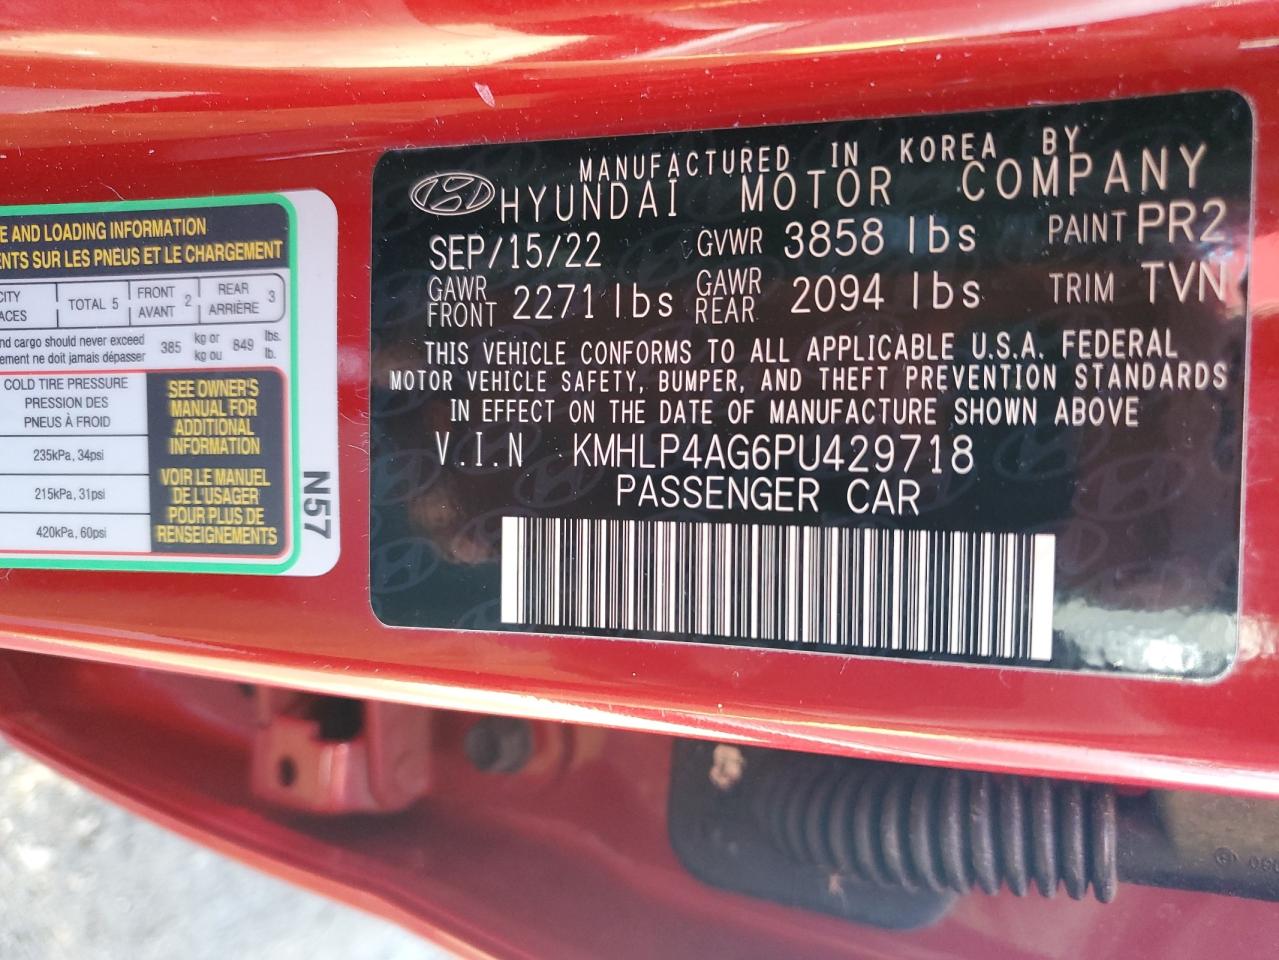 E AND LOADING INFORMATION
ENTS SUR LES PNEUS ET LE CHARGEMENT
CITY
ACES
TOTAL 5
FRONT
AVANT
2
REAR
ARRIÈRE
3
nd cargo should never exceed
ement ne doit jamais dépasser
385
kg or
kg ou
849
lbs.
lb.
COLD TIRE PRESSURE
PRESSION DES
PNEUS À FROID
235kPa, 34psi
215kPa, 31psi
420kPa, 60psi
SEE OWNER'S
MANUAL FOR
ADDITIONAL
INFORMATION
VOIR LE MANUEL
DE L'USAGER
POUR PLUS DE
RENSEIGNEMENTS
N57
MANUFACTURED IN KOREA BY
HYUNDAI MOTOR COMPANY
SEP/15/22 GVWR 3858 lbs PAINT PR2
GAWR FRONT 2271 lbs GAWR REAR 2094 lbs TRIM TVN
THIS VEHICLE CONFORMS TO ALL APPLICABLE U.S.A. FEDERAL
MOTOR VEHICLE SAFETY, BUMPER, AND THEFT PREVENTION STANDARDS
IN EFFECT ON THE DATE OF MANUFACTURE SHOWN ABOVE
V.I.N KMHLP4AG6PU429718
PASSENGER CAR